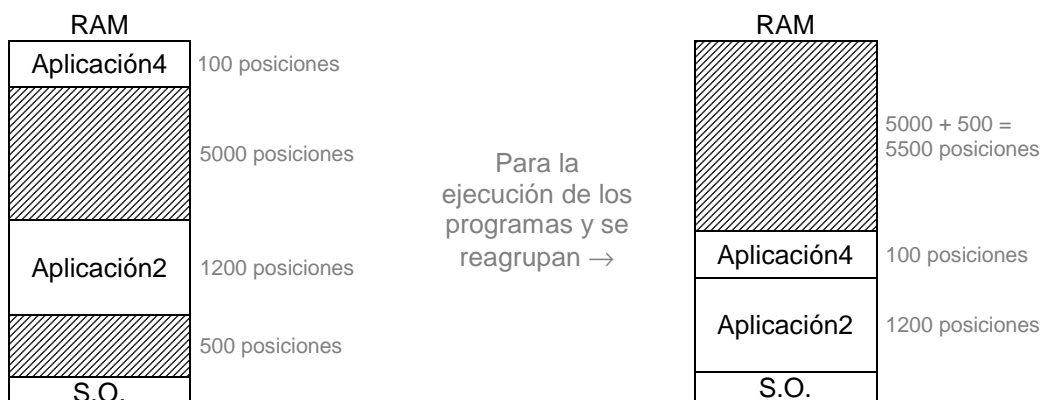 RAM
Aplicación4
100 posiciones
5000 posiciones
Aplicación2
1200 posiciones
500 posiciones
S.O.
Para la
ejecución de los
programas y se
reagrupan →
RAM
5000 + 500 =
5500 posiciones
Aplicación4
100 posiciones
Aplicación2
1200 posiciones
S.O.